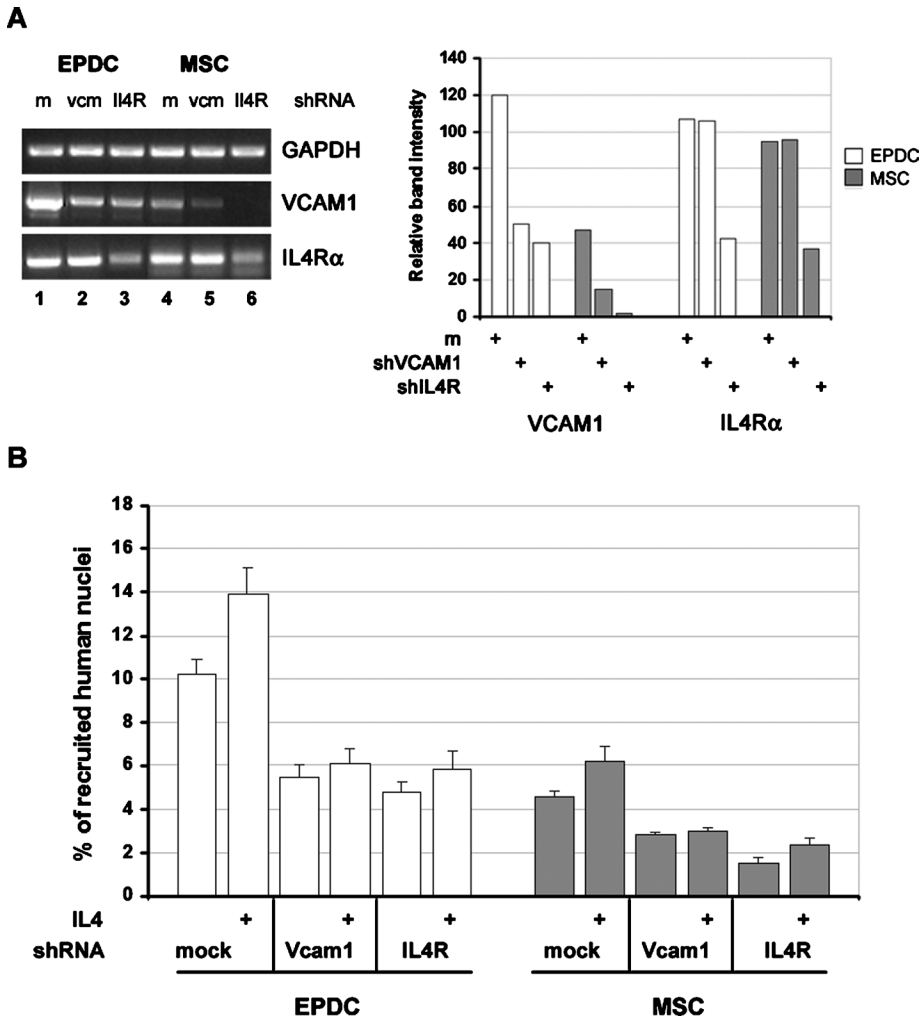 A
EPDC MSC
m vcm Il4R m vcm Il4R shRNA
GAPDH
VCAM1
IL4Rα
1 2 3 4 5 6
Relative band intensity
140
120
100
80
60
40
20
0
EPDC
MSC
m + + + +
shVCAM1 + + + +
shIL4R + + + +
VCAM1 IL4Rα
B
% of recruited human nuclei
18
16
14
12
10
8
6
4
2
0
IL4 + + + + + +
shRNA mock Vcam1 IL4R mock Vcam1 IL4R
EPDC MSC